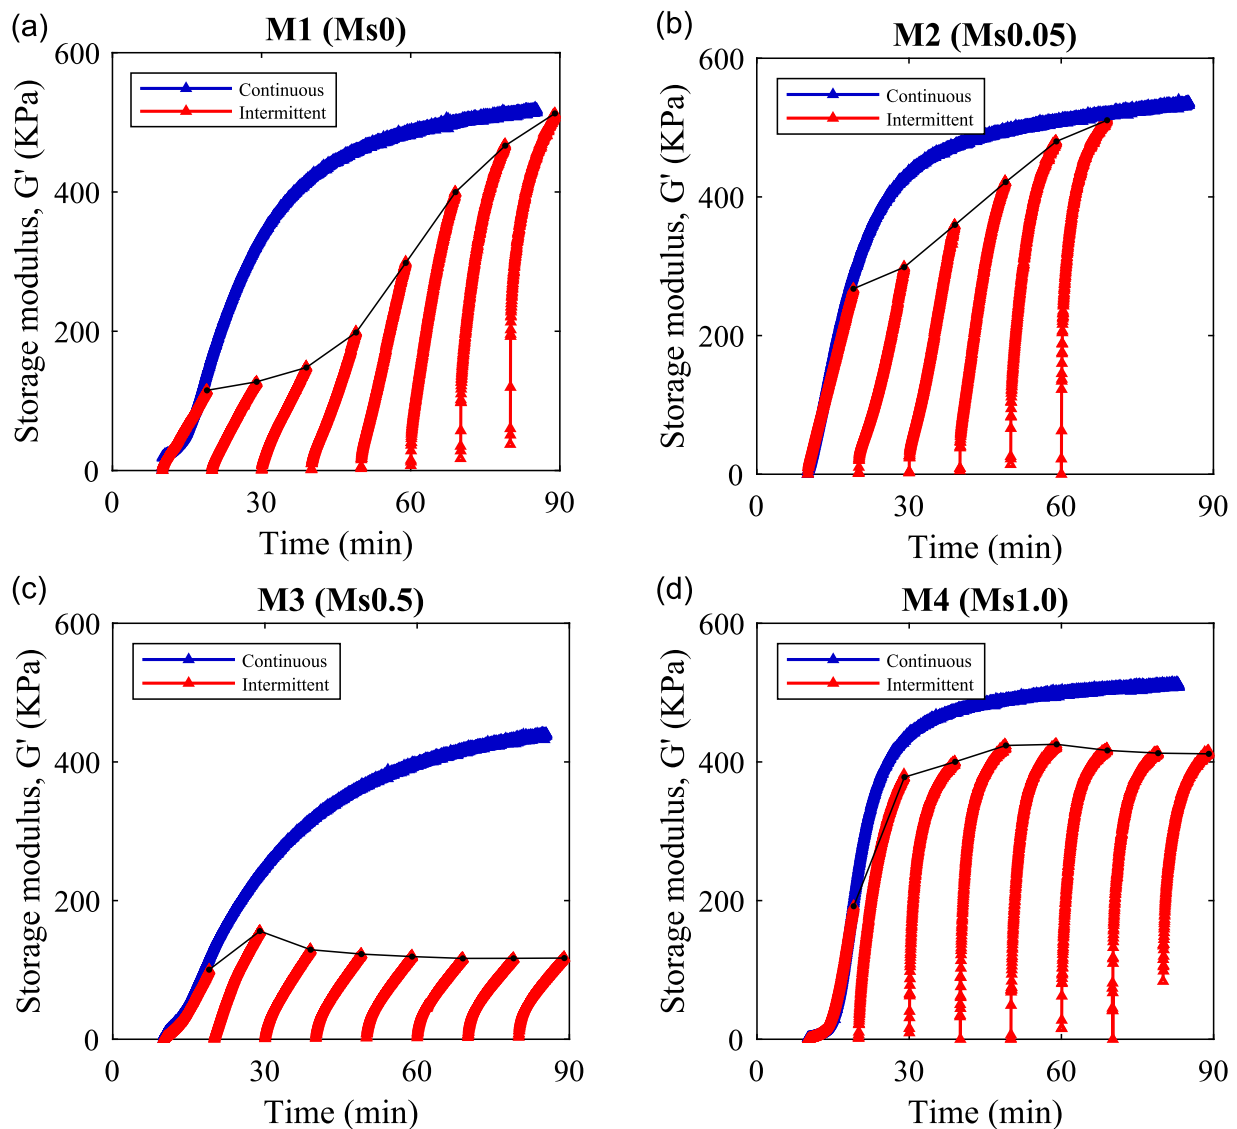 (a)
M1 (Ms0)
600
400
200
0
Storage modulus, G' (KPa)
Continuous
Intermittent
0 30 60 90
Time (min)
(b)
M2 (Ms0.05)
600
400
200
0
Storage modulus, G' (KPa)
Continuous
Intermittent
0 30 60 90
Time (min)
(c)
M3 (Ms0.5)
600
400
200
0
Storage modulus, G' (KPa)
Continuous
Intermittent
0 30 60 90
Time (min)
(d)
M4 (Ms1.0)
600
400
200
0
Storage modulus, G' (KPa)
Continuous
Intermittent
0 30 60 90
Time (min)